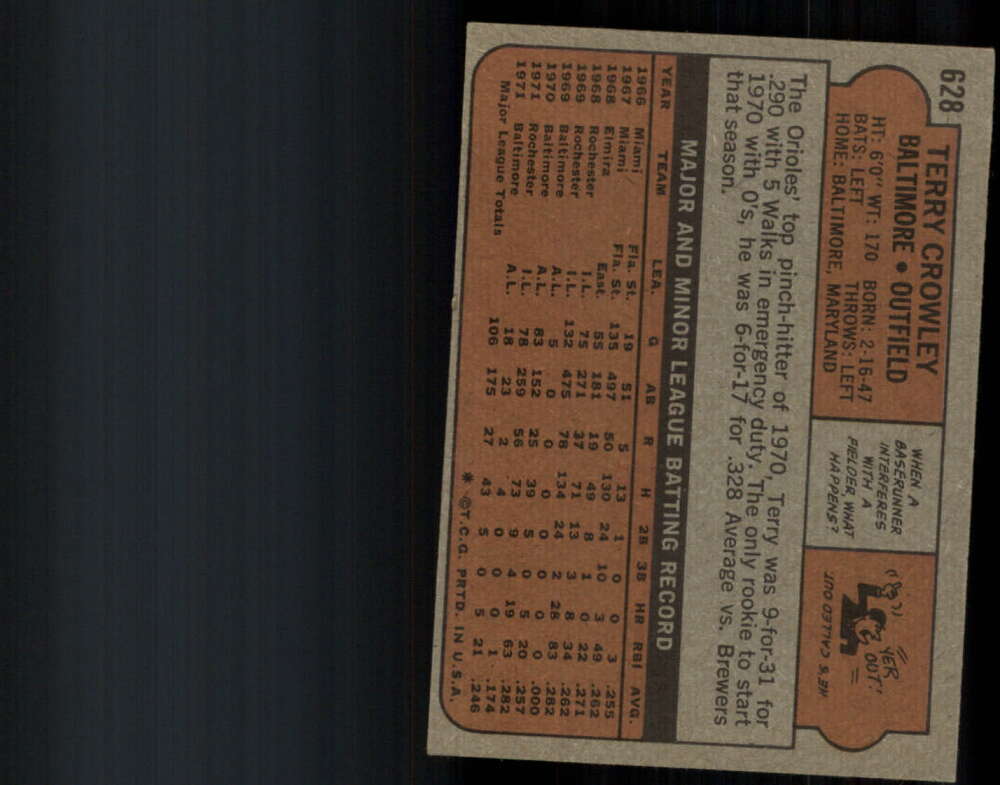 628
TERRY CROWLEY
BALTIMORE • OUTFIELD
HT: 6'0" WT: 170 BORN: 2-16-47
BATS: LEFT THROWS: LEFT
HOME: BALTIMORE, MARYLAND
WHEN A
BASERUNNER
INTERFERES
WITH A
FIELDER, WHAT
HAPPENS?
"YER
OUT!"
HE'S CALLED OUT
The Orioles' top pinch-hitter of 1970, Terry was 9-for-31 for
.290 with 5 Walks in emergency duty. The only rookie to start
1970 with O's, he was 6-for-17 for .328 Average vs. Brewers
that season.
MAJOR AND MINOR LEAGUE BATTING RECORD
YEAR TEAM LEA. G AB R H 2B 3B HR RBI AVG.
1966 Miami Fla. St. 19 51 5 13 1 0 0 3 .255
1967 Miami Fla. St. 135 497 50 130 24 10 3 49 .262
1968 Elmira East. 55 181 19 49 8 1 0 22 .271
1968 Rochester I.L. 75 271 37 71 13 3 8 34 .262
1969 Rochester I.L. 132 475 78 134 24 2 28 83 .282
1969 Baltimore A.L. 5 0 0 0 0 0 0 0 .000
1970 Baltimore A.L. 83 152 25 39 5 0 5 20 .257
1971 Rochester I.L. 78 259 56 73 9 4 19 63 .282
1971 Baltimore A.L. 18 23 2 4 0 0 0 1 .174
Major League Totals 106 175 27 43 5 0 5 21 .246
* ©T.C.G. PRTD. IN U.S.A.